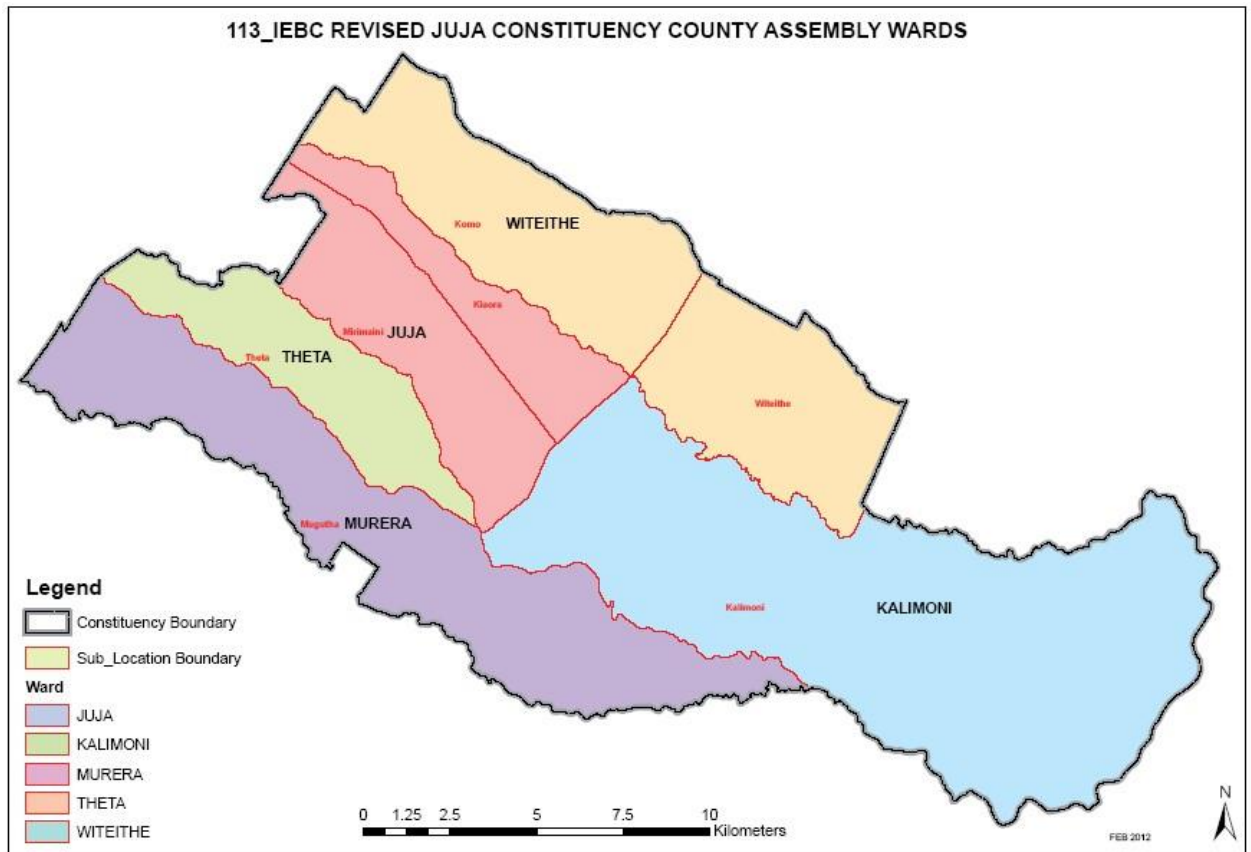 113_IEBC REVISED JUJA CONSTITUENCY COUNTY ASSEMBLY WARDS
Komo
WITEITHE
Kiaora
Mirimaini
JUJA
Theta
THETA
Witeithe
Mugutha
MURERA
Kalimoni
KALIMONI
Legend
Constituency Boundary
Sub_Location Boundary
Ward
JUJA
KALIMONI
MURERA
THETA
WITEITHE
0 1.25 2.5 5 7.5 10
Kilometers
N
FEB 2012